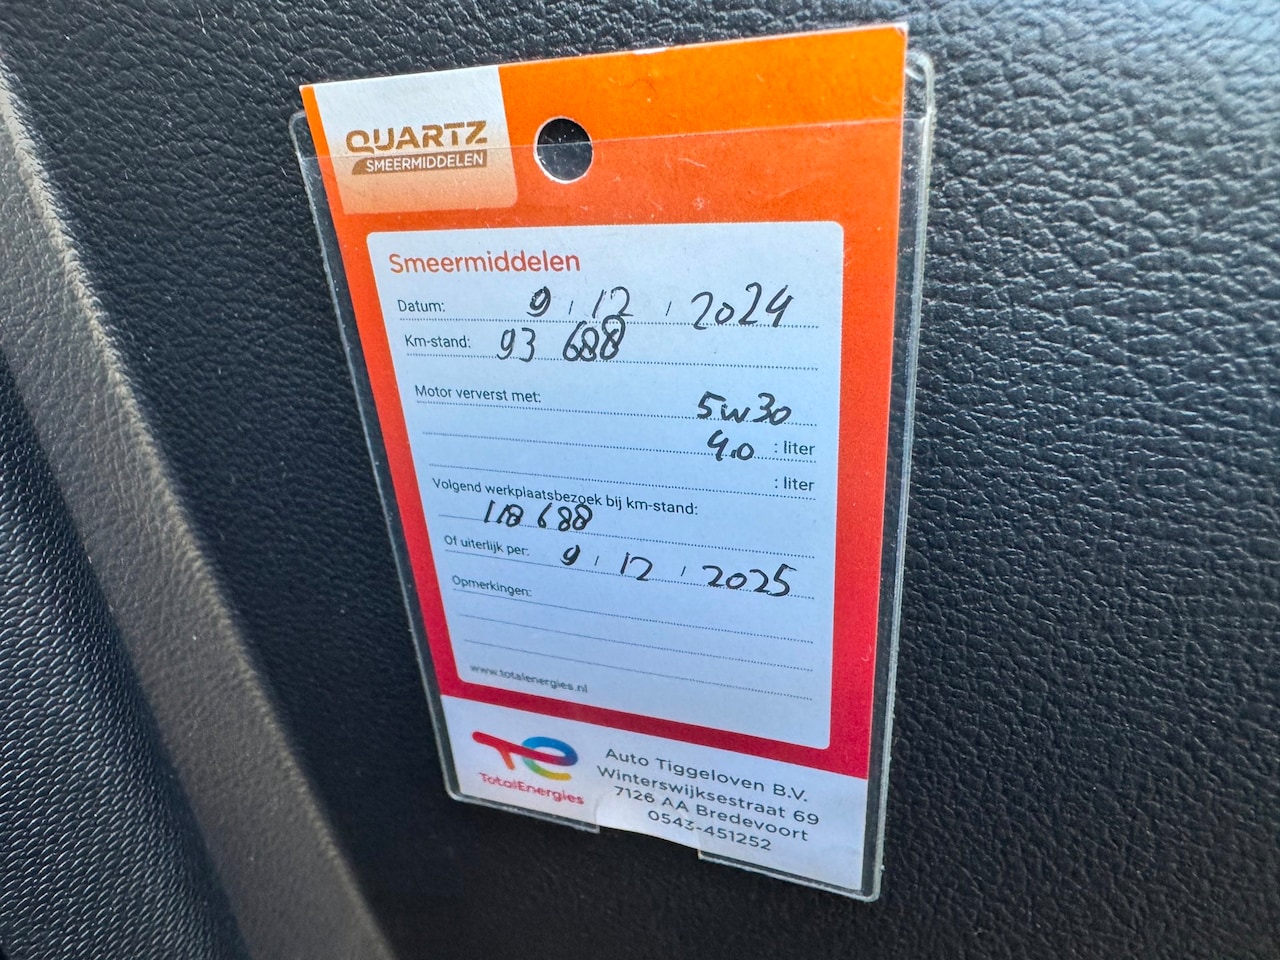 QUARTZ
SMEERMIDDELEN
Smeermiddelen
Datum: 9 / 12 / 2024
Km-stand: 93 688
Motor ververst met: 5w30
4.0 : liter
: liter
Volgend werkplaatsbezoek bij km-stand:
118 688
Of uiterlijk per: 9 / 12 / 2025
Opmerkingen:
www.totalenergies.nl
TotalEnergies
Auto Tiggeloven B.V.
Winterswijksestraat 69
7126 AA Bredevoort
0543-451252